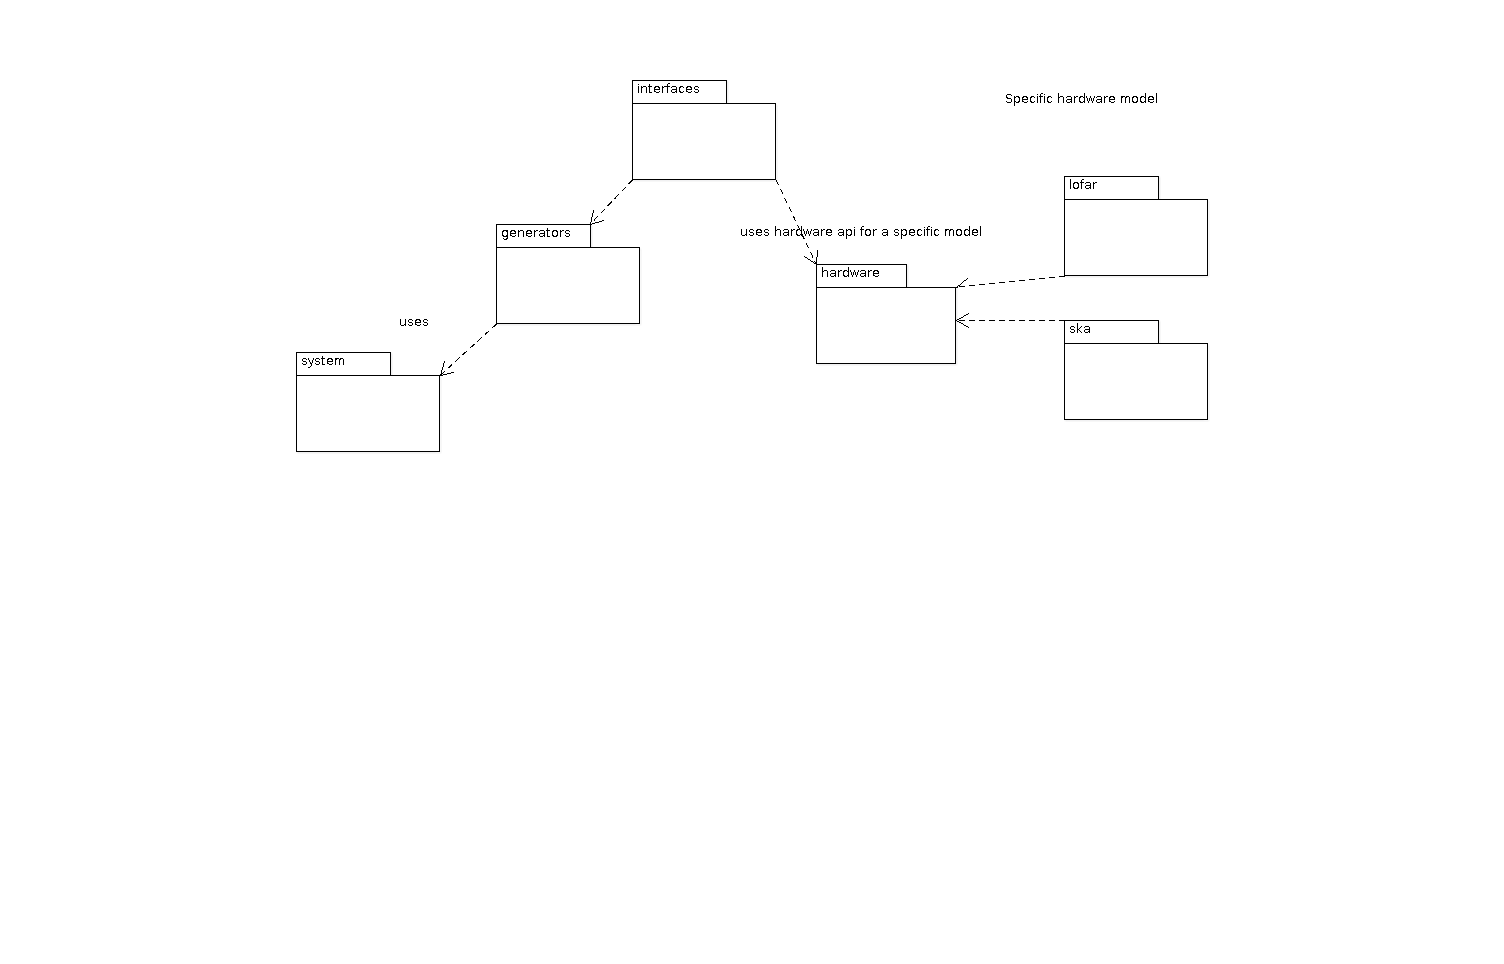 interfaces
Specific hardware model
lofar
generators
uses hardware api for a specific model
hardware
uses
ska
system